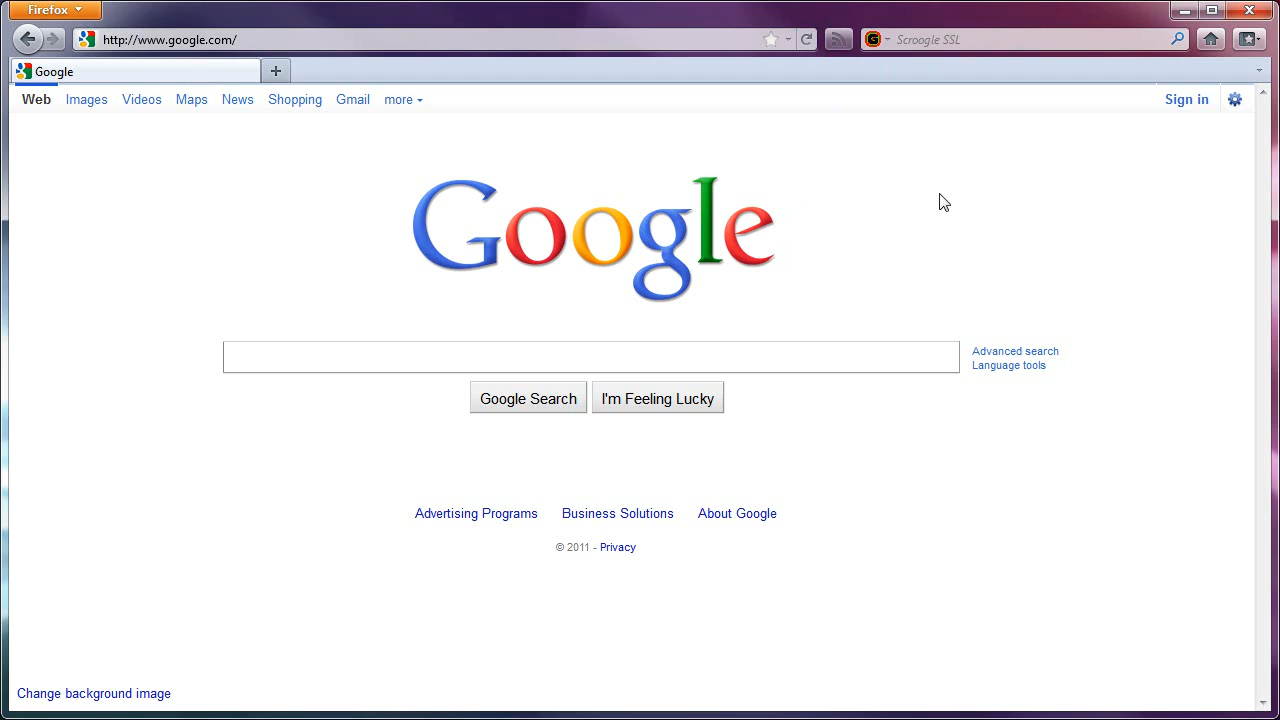 Firefox
http://www.google.com/
Scroogle SSL
Google
Web Images Videos Maps News Shopping Gmail more
Sign in
Google
Advanced search
Language tools
Google Search I'm Feeling Lucky
Advertising Programs Business Solutions About Google
© 2011 - Privacy
Change background image